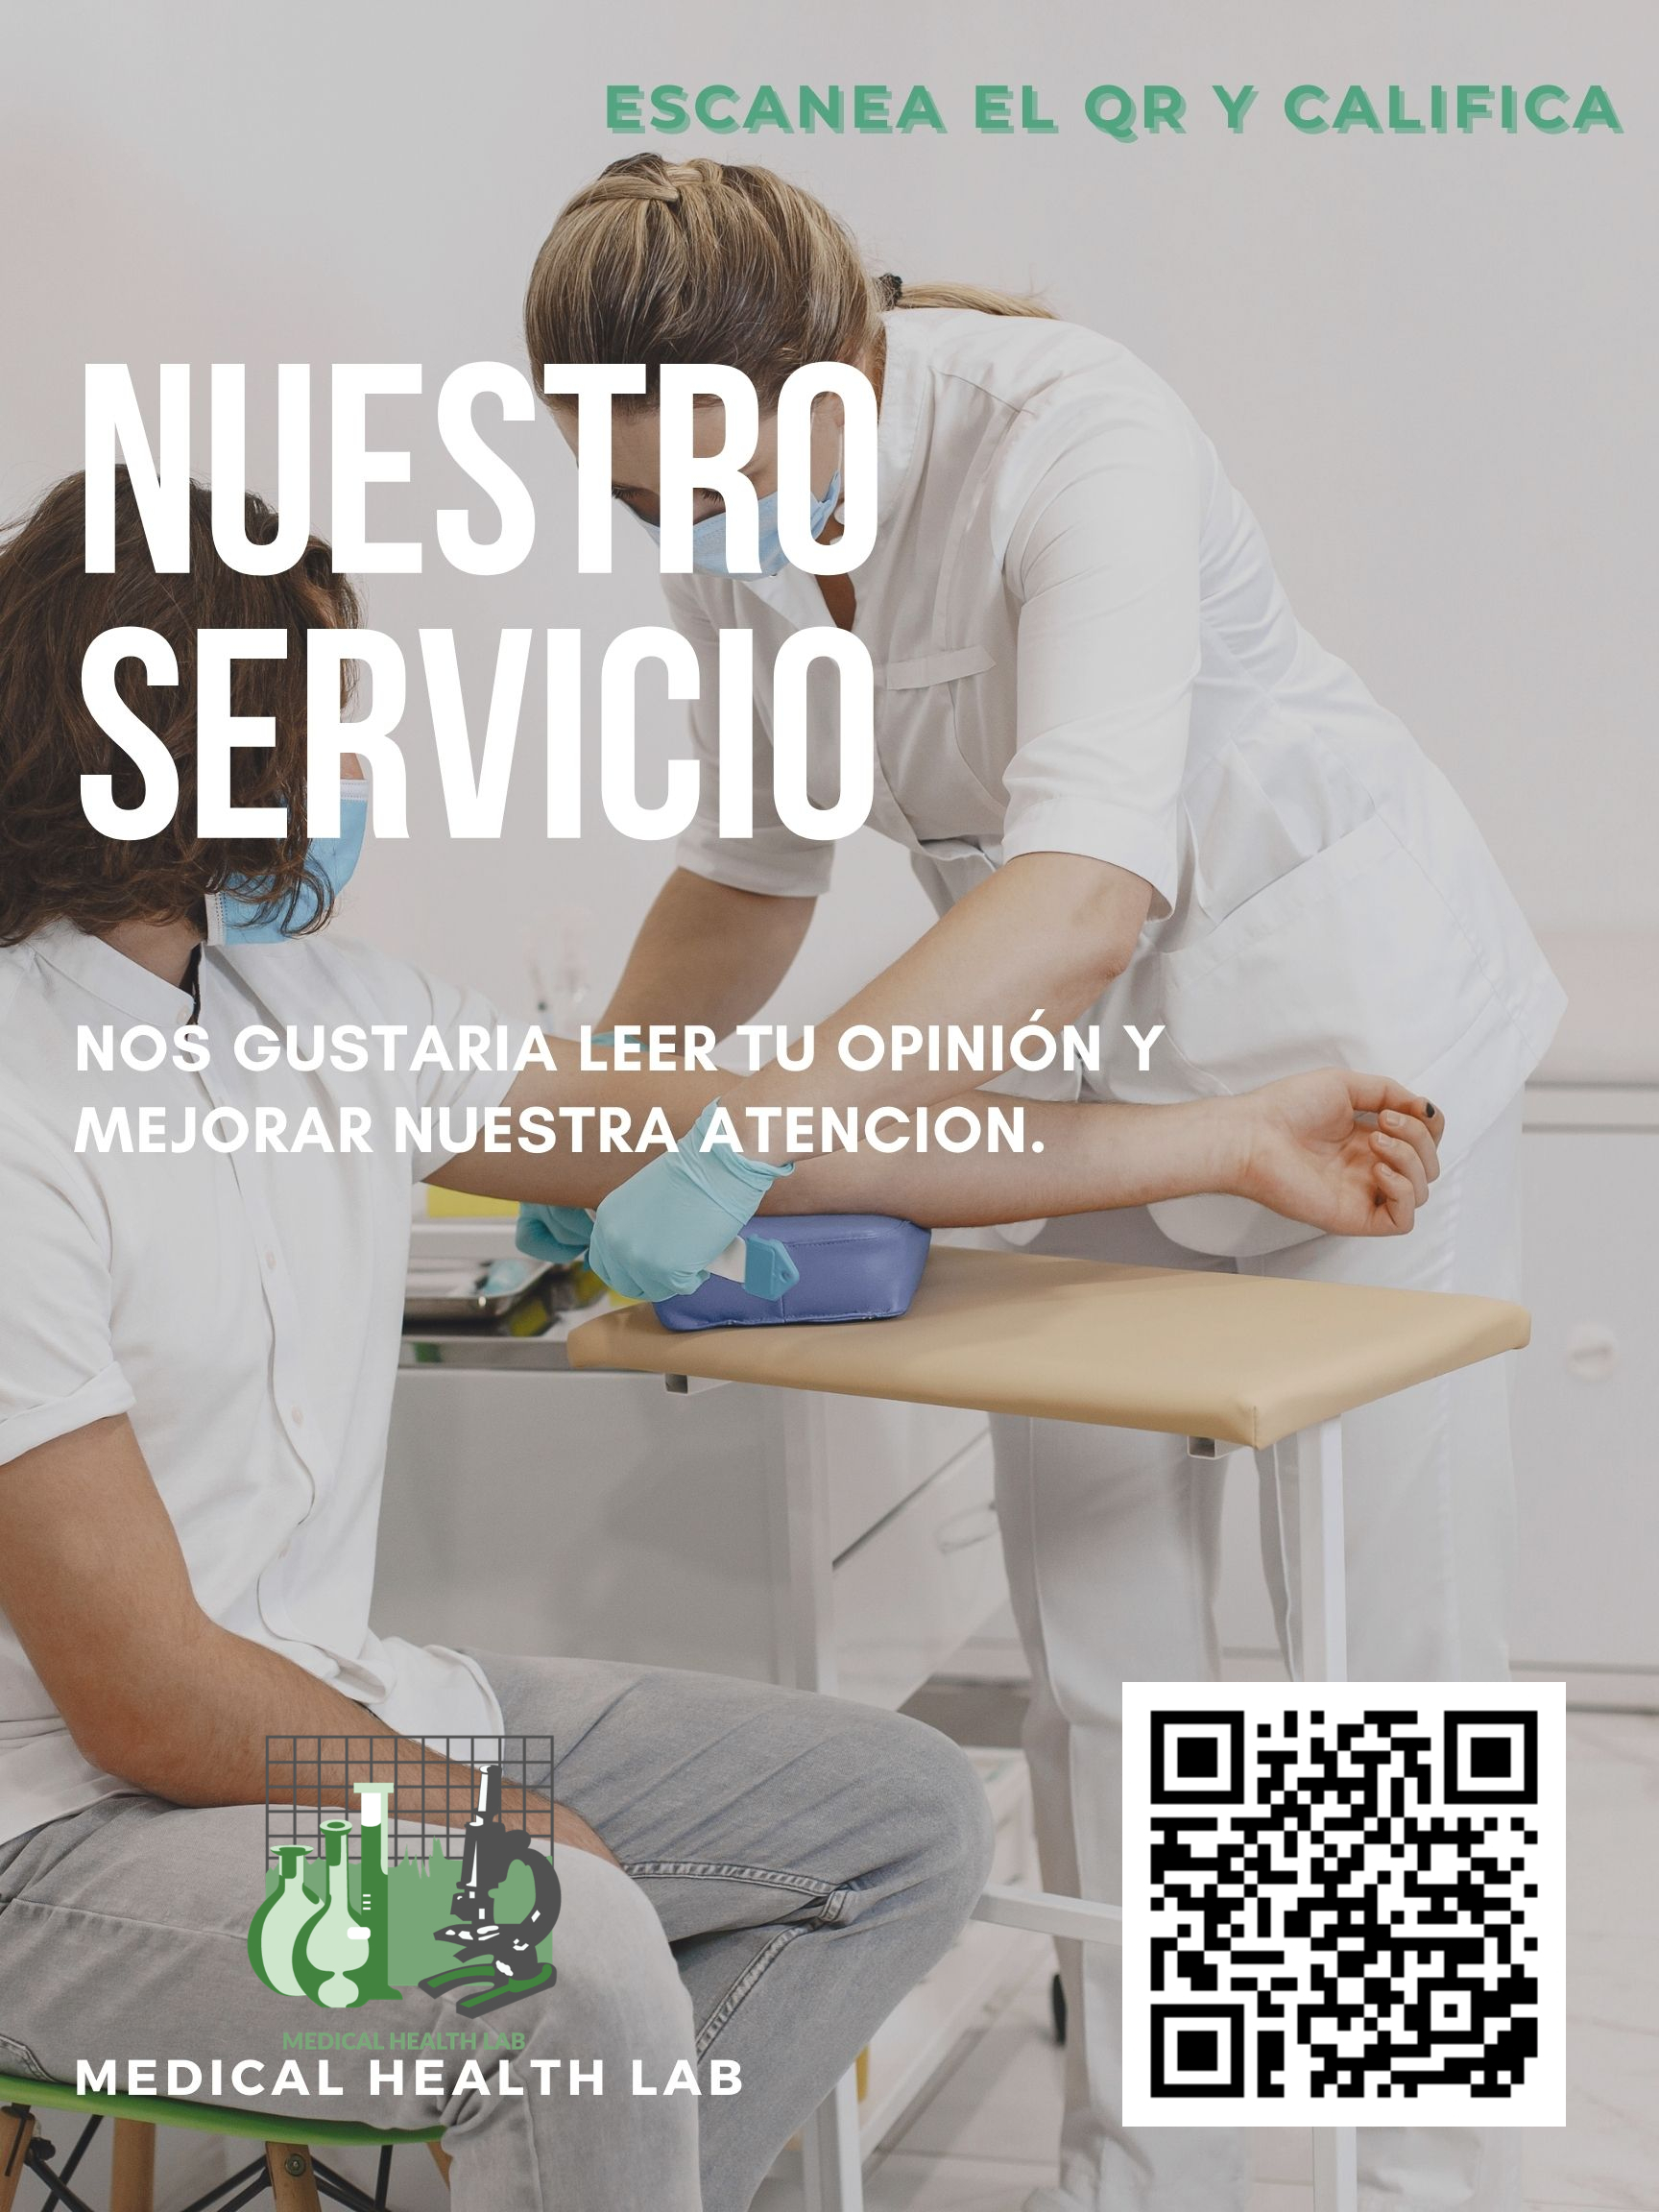 ESCANEA EL QR Y CALIFICA
NUESTRO
SERVICIO
NOS GUSTARIA LEER TU OPINIÓN Y
MEJORAR NUESTRA ATENCION.
MEDICAL HEALTH LAB
MEDICAL HEALTH LAB